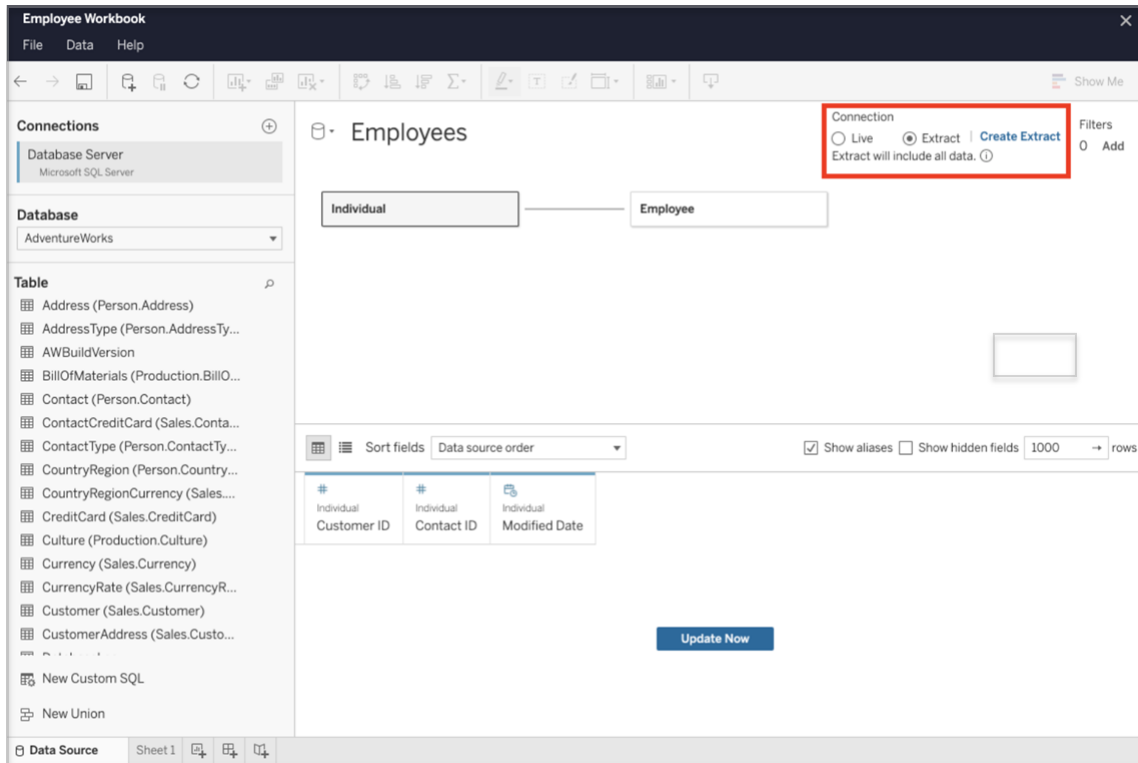 Employee Workbook
File Data Help
Show Me
Connections
Database Server
Microsoft SQL Server
Database
AdventureWorks
Table
Address (Person.Address)
AddressType (Person.AddressTy...
AWBuildVersion
BillOfMaterials (Production.BillO...
Contact (Person.Contact)
ContactCreditCard (Sales.Conta...
ContactType (Person.ContactTy...
CountryRegion (Person.Country...
CountryRegionCurrency (Sales....
CreditCard (Sales.CreditCard)
Culture (Production.Culture)
Currency (Sales.Currency)
CurrencyRate (Sales.CurrencyR...
Customer (Sales.Customer)
CustomerAddress (Sales.Custo...
New Custom SQL
New Union
Employees
Connection
Live Extract | Create Extract
Extract will include all data.
Filters
0 Add
Individual Employee
Sort fields Data source order Show aliases Show hidden fields 1000 → rows
# # 
Individual Individual Individual
Customer ID Contact ID Modified Date
Update Now
Data Source Sheet 1